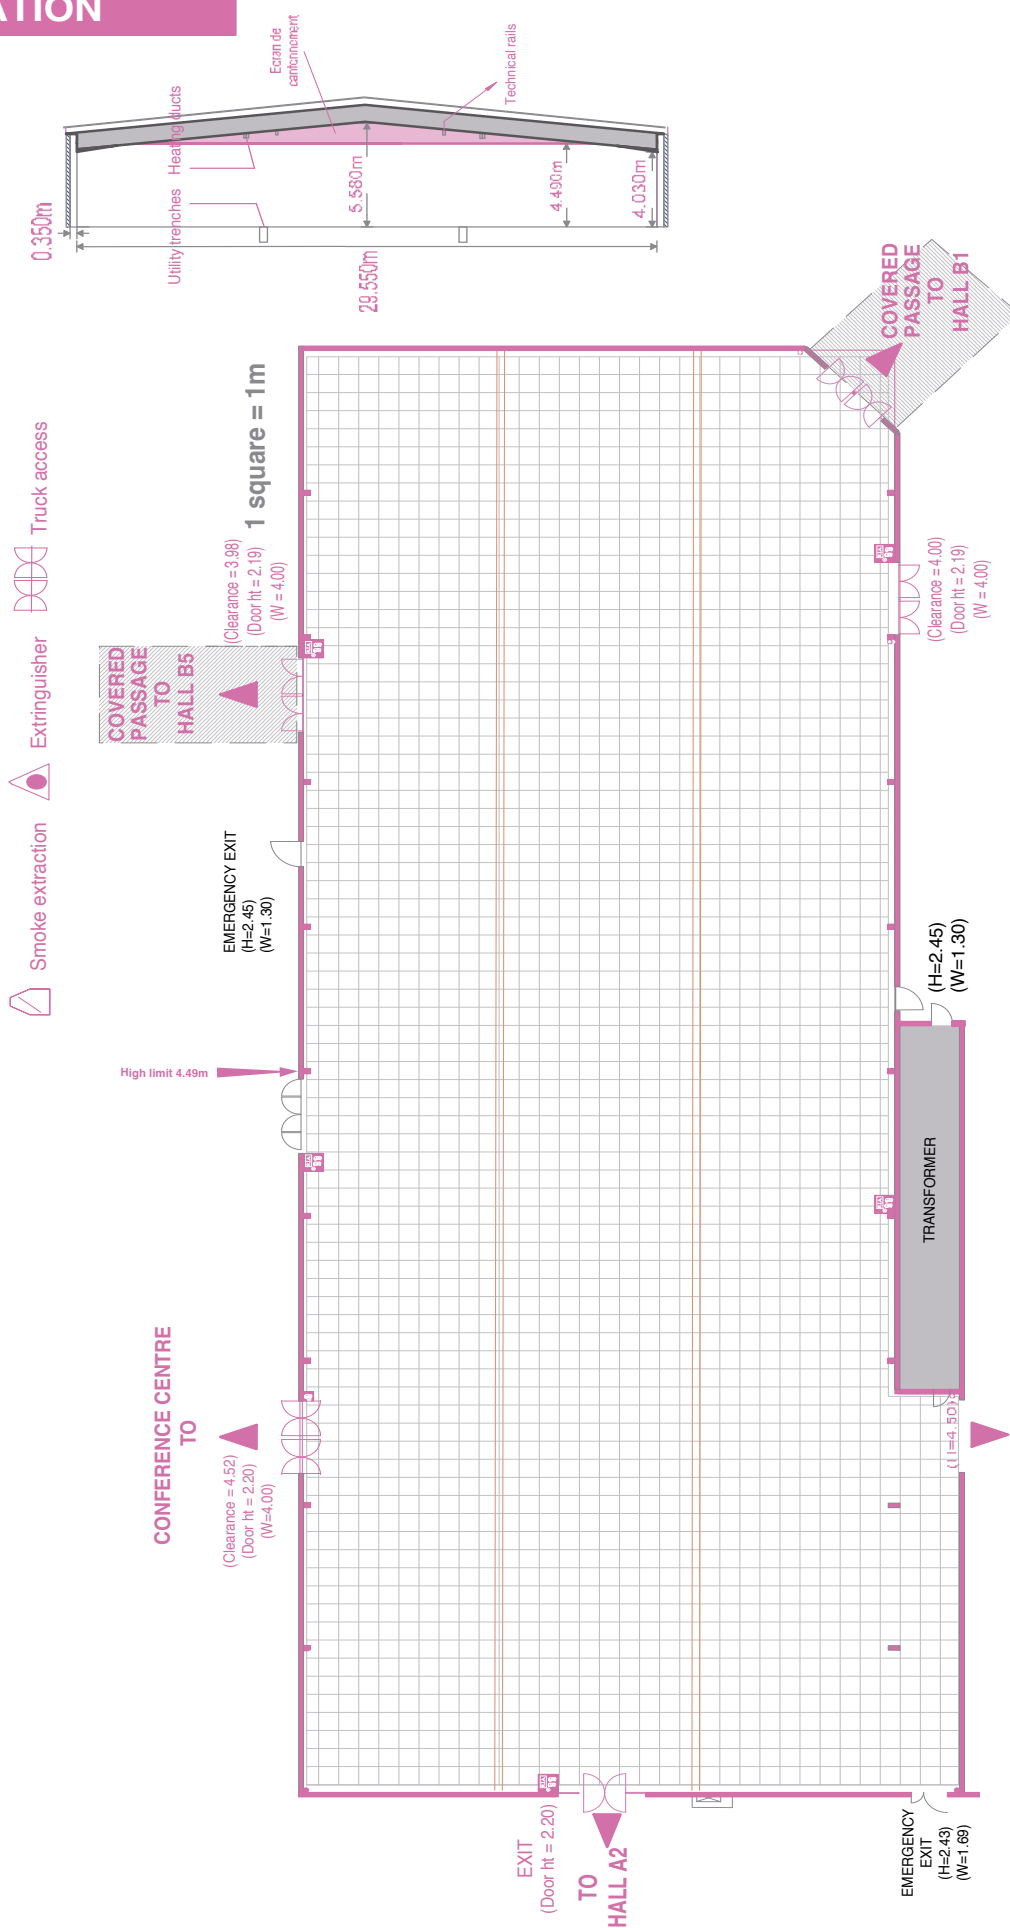 ATION
Ecran de
cantonnement
Technical rails
Heating ducts
Utility trenches
0.350m
5.580m
4.490m
4.030m
29.550m
Truck access
Extringuisher
Smoke extraction
1 square = 1m
(Clearance = 3.98)
(Door ht = 2.19)
(W = 4.00)
COVERED
PASSAGE
TO
HALL B5
COVERED
PASSAGE
TO
HALL B1
(Clearance = 4.00)
(Door ht = 2.19)
(W = 4.00)
EMERGENCY EXIT
(H=2.45)
(W=1.30)
(H=2.45)
(W=1.30)
High limit 4.49m
TRANSFORMER
CONFERENCE CENTRE
TO
(Clearance = 4.52)
(Door ht = 2.20)
(W=4.00)
EXIT
(Door ht = 2.20)
TO
HALL A2
EMERGENCY
EXIT
(H=2.43)
(W=1.69)